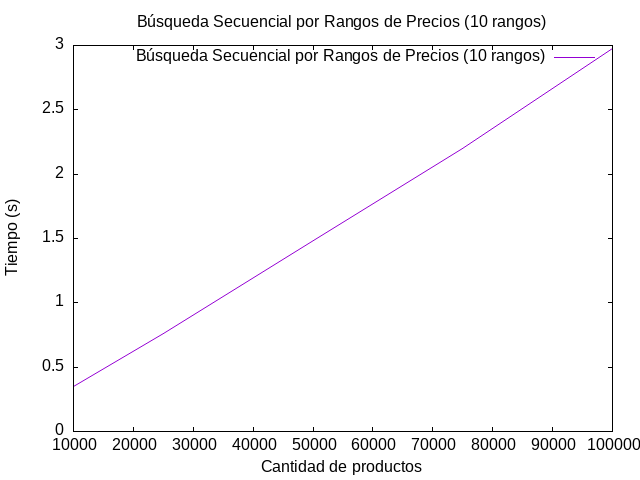 Búsqueda Secuencial por Rangos de Precios (10 rangos)
Búsqueda Secuencial por Rangos de Precios (10 rangos)
3
2.5
2
1.5
1
0.5
0
Tiempo (s)
10000 20000 30000 40000 50000 60000 70000 80000 90000 100000
Cantidad de productos